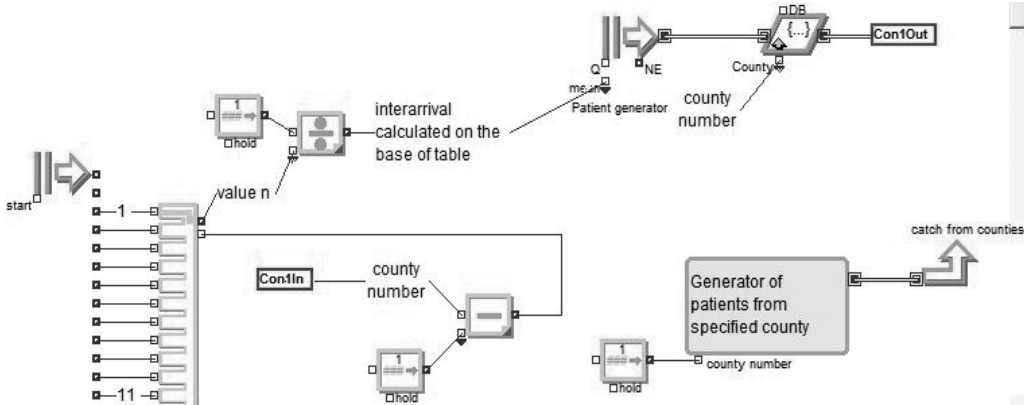 DB
{...}
Con1Out
Q
NE
County
mean
Patient generator
county
number
1
###
hold
interarrival
calculated on the
base of table
start
value n
1
11
Con1In
county
number
1
###
hold
catch from counties
Generator of
patients from
specified county
1
###
hold
county number